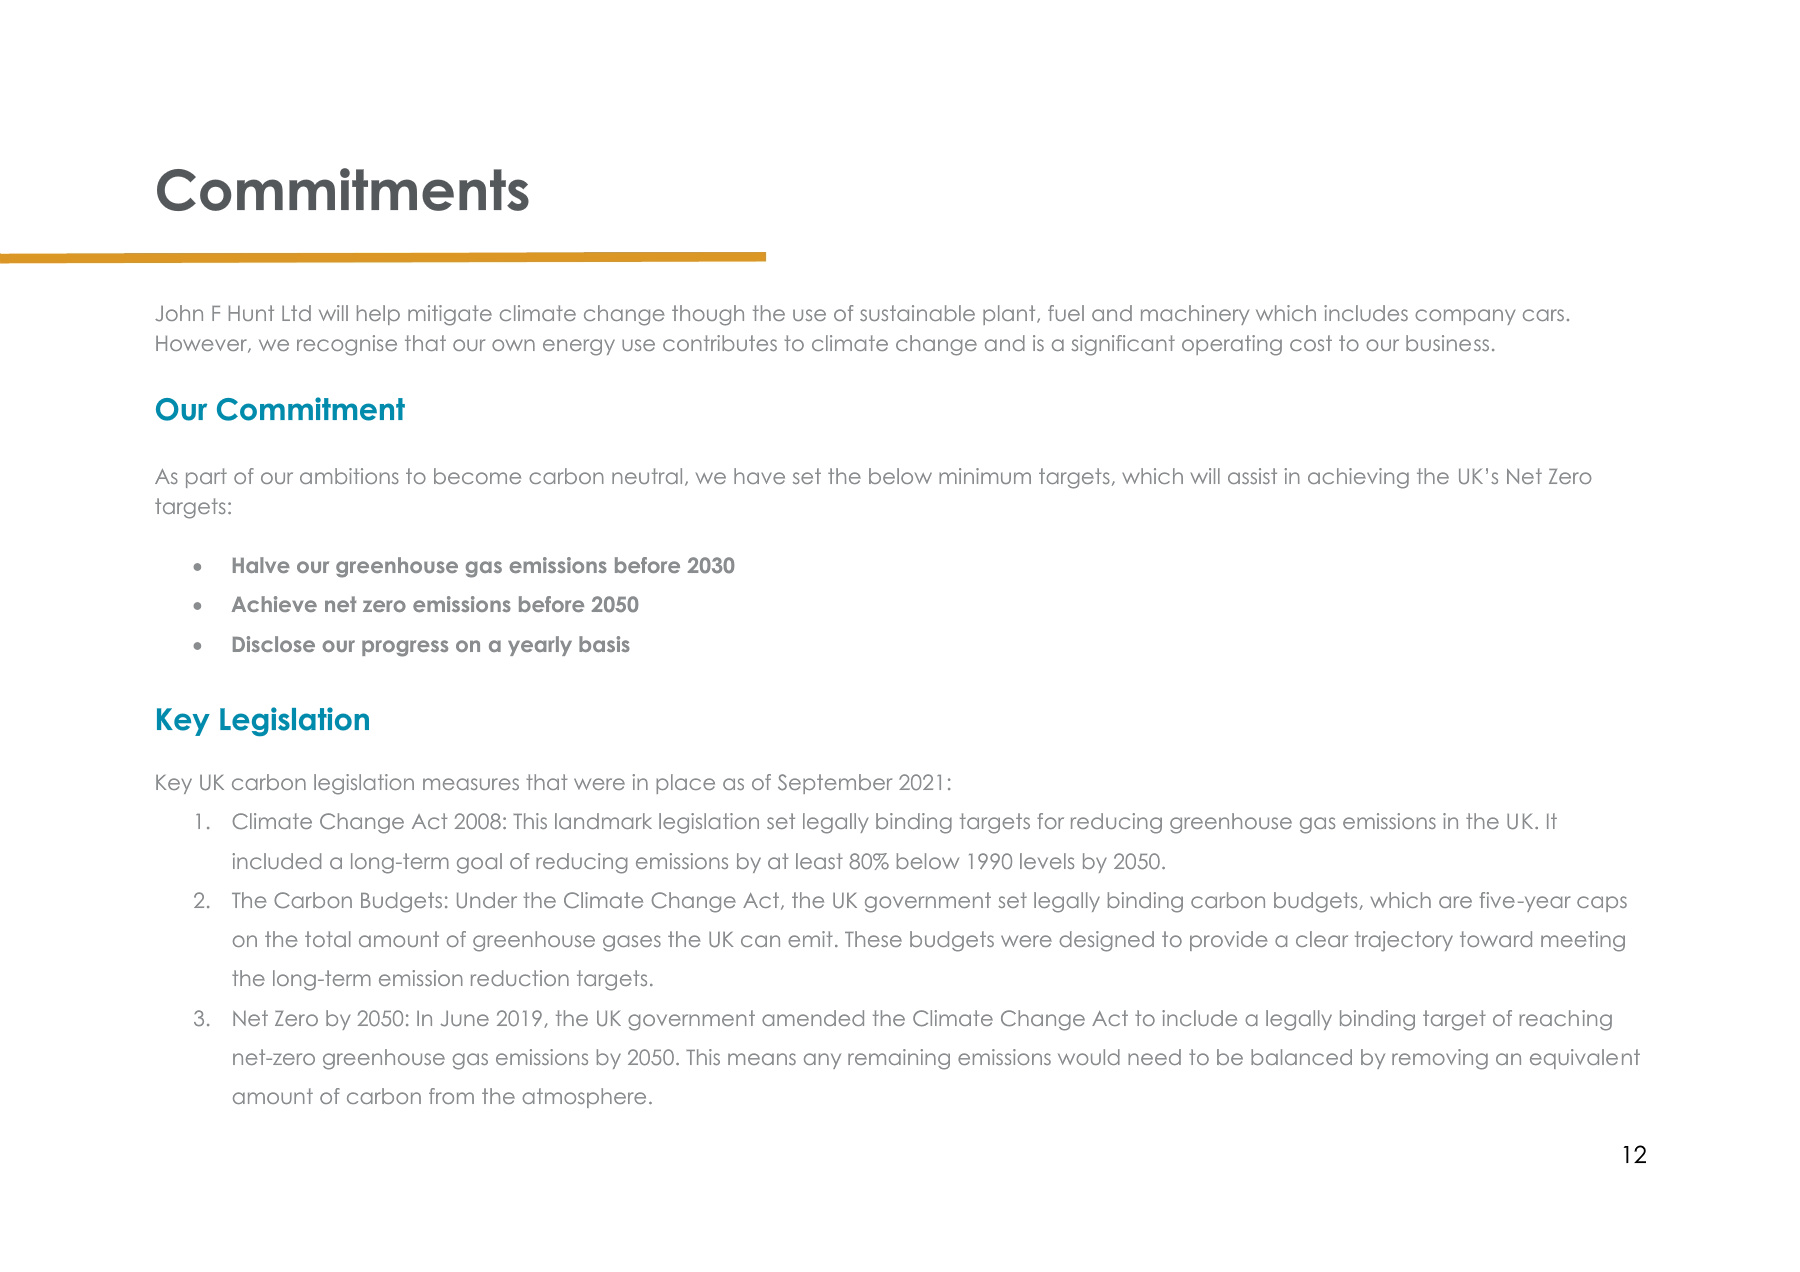 Commitments
John F Hunt Ltd will help mitigate climate change though the use of sustainable plant, fuel and machinery which includes company cars.
However, we recognise that our own energy use contributes to climate change and is a significant operating cost to our business.
Our Commitment
As part of our ambitions to become carbon neutral, we have set the below minimum targets, which will assist in achieving the UK’s Net Zero
targets:
• Halve our greenhouse gas emissions before 2030
• Achieve net zero emissions before 2050
• Disclose our progress on a yearly basis
Key Legislation
Key UK carbon legislation measures that were in place as of September 2021:
1. Climate Change Act 2008: This landmark legislation set legally binding targets for reducing greenhouse gas emissions in the UK. It
included a long-term goal of reducing emissions by at least 80% below 1990 levels by 2050.
2. The Carbon Budgets: Under the Climate Change Act, the UK government set legally binding carbon budgets, which are five-year caps
on the total amount of greenhouse gases the UK can emit. These budgets were designed to provide a clear trajectory toward meeting
the long-term emission reduction targets.
3. Net Zero by 2050: In June 2019, the UK government amended the Climate Change Act to include a legally binding target of reaching
net-zero greenhouse gas emissions by 2050. This means any remaining emissions would need to be balanced by removing an equivalent
amount of carbon from the atmosphere.
12